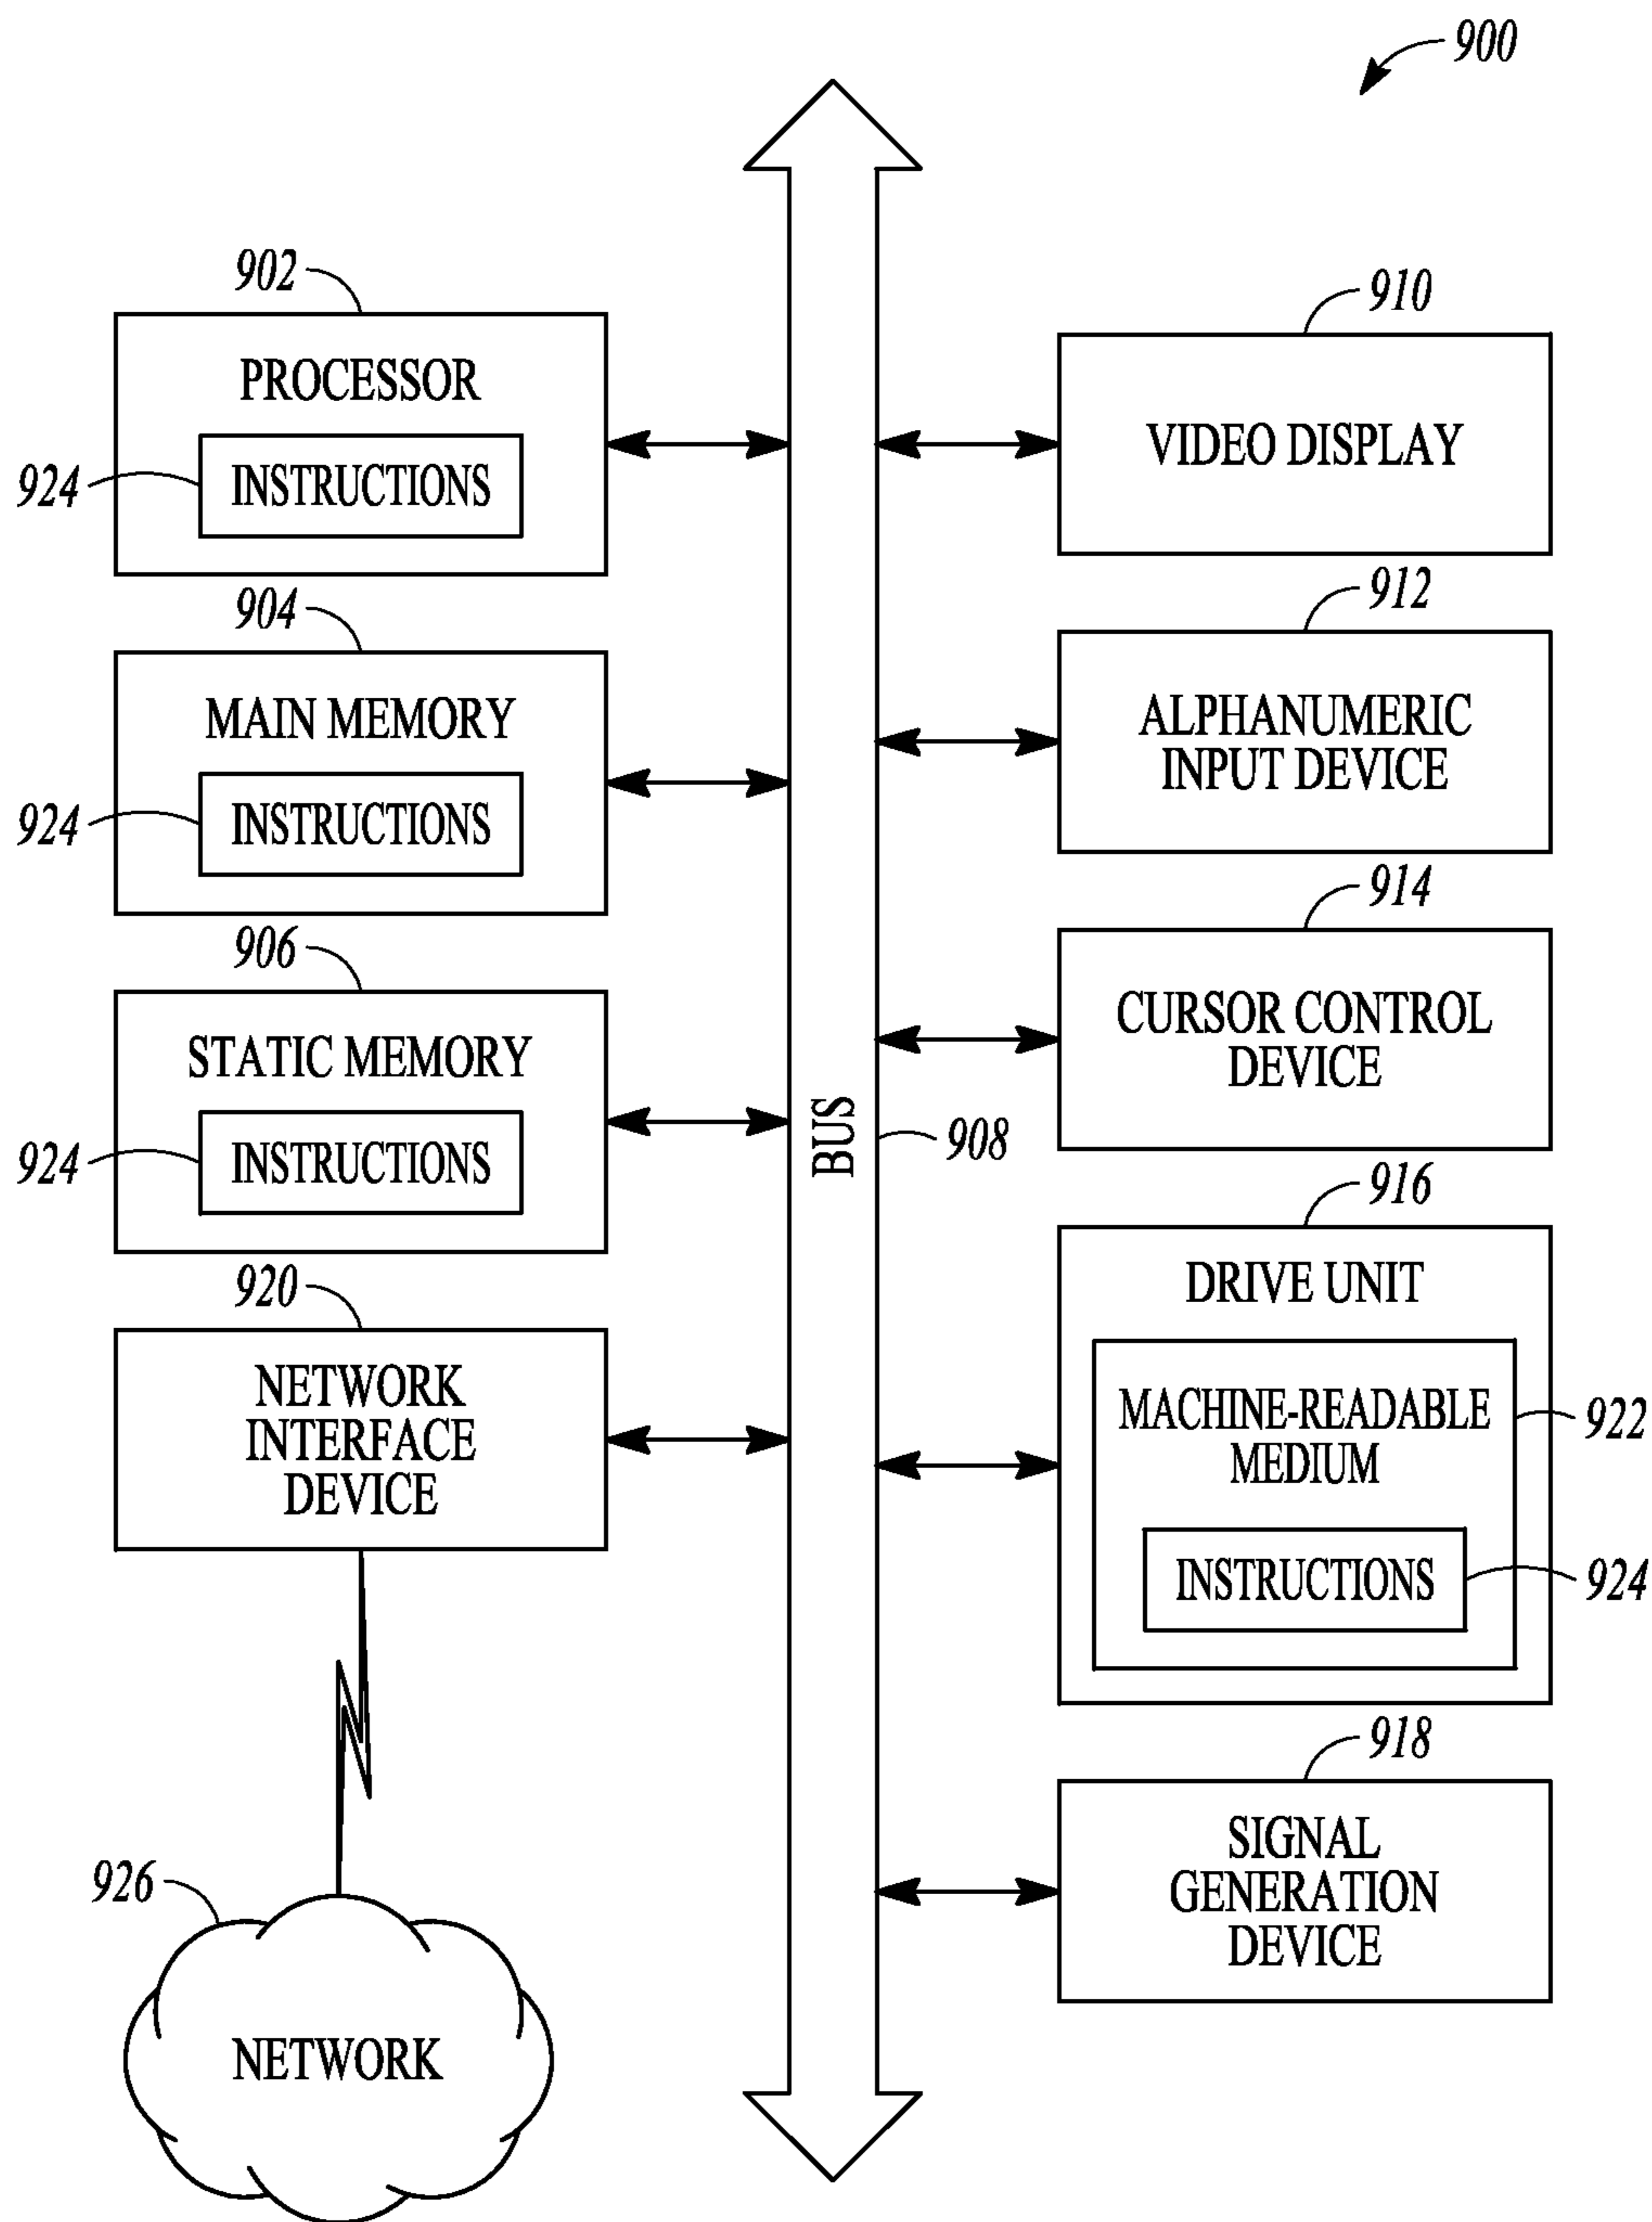 900
902
PROCESSOR
924
INSTRUCTIONS
904
MAIN MEMORY
924
INSTRUCTIONS
906
STATIC MEMORY
924
INSTRUCTIONS
920
NETWORK
INTERFACE
DEVICE
926
NETWORK
BUS
908
910
VIDEO DISPLAY
912
ALPHANUMERIC
INPUT DEVICE
914
CURSOR CONTROL
DEVICE
916
DRIVE UNIT
MACHINE-READABLE
MEDIUM
922
INSTRUCTIONS
924
918
SIGNAL
GENERATION
DEVICE